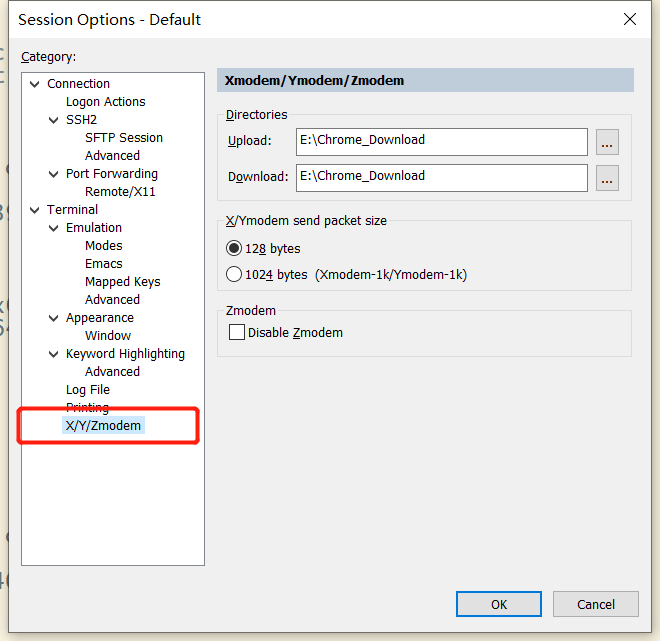 Session Options - Default
Category:
Connection
Logon Actions
SSH2
SFTP Session
Advanced
Port Forwarding
Remote/X11
Terminal
Emulation
Modes
Emacs
Mapped Keys
Advanced
Appearance
Window
Keyword Highlighting
Advanced
Log File
Printing
X/Y/Zmodem
Xmodem/Ymodem/Zmodem
Directories
Upload:
E:\Chrome_Download
...
Download:
E:\Chrome_Download
...
X/Ymodem send packet size
128 bytes
1024 bytes (Xmodem-1k/Ymodem-1k)
Zmodem
Disable Zmodem
OK
Cancel